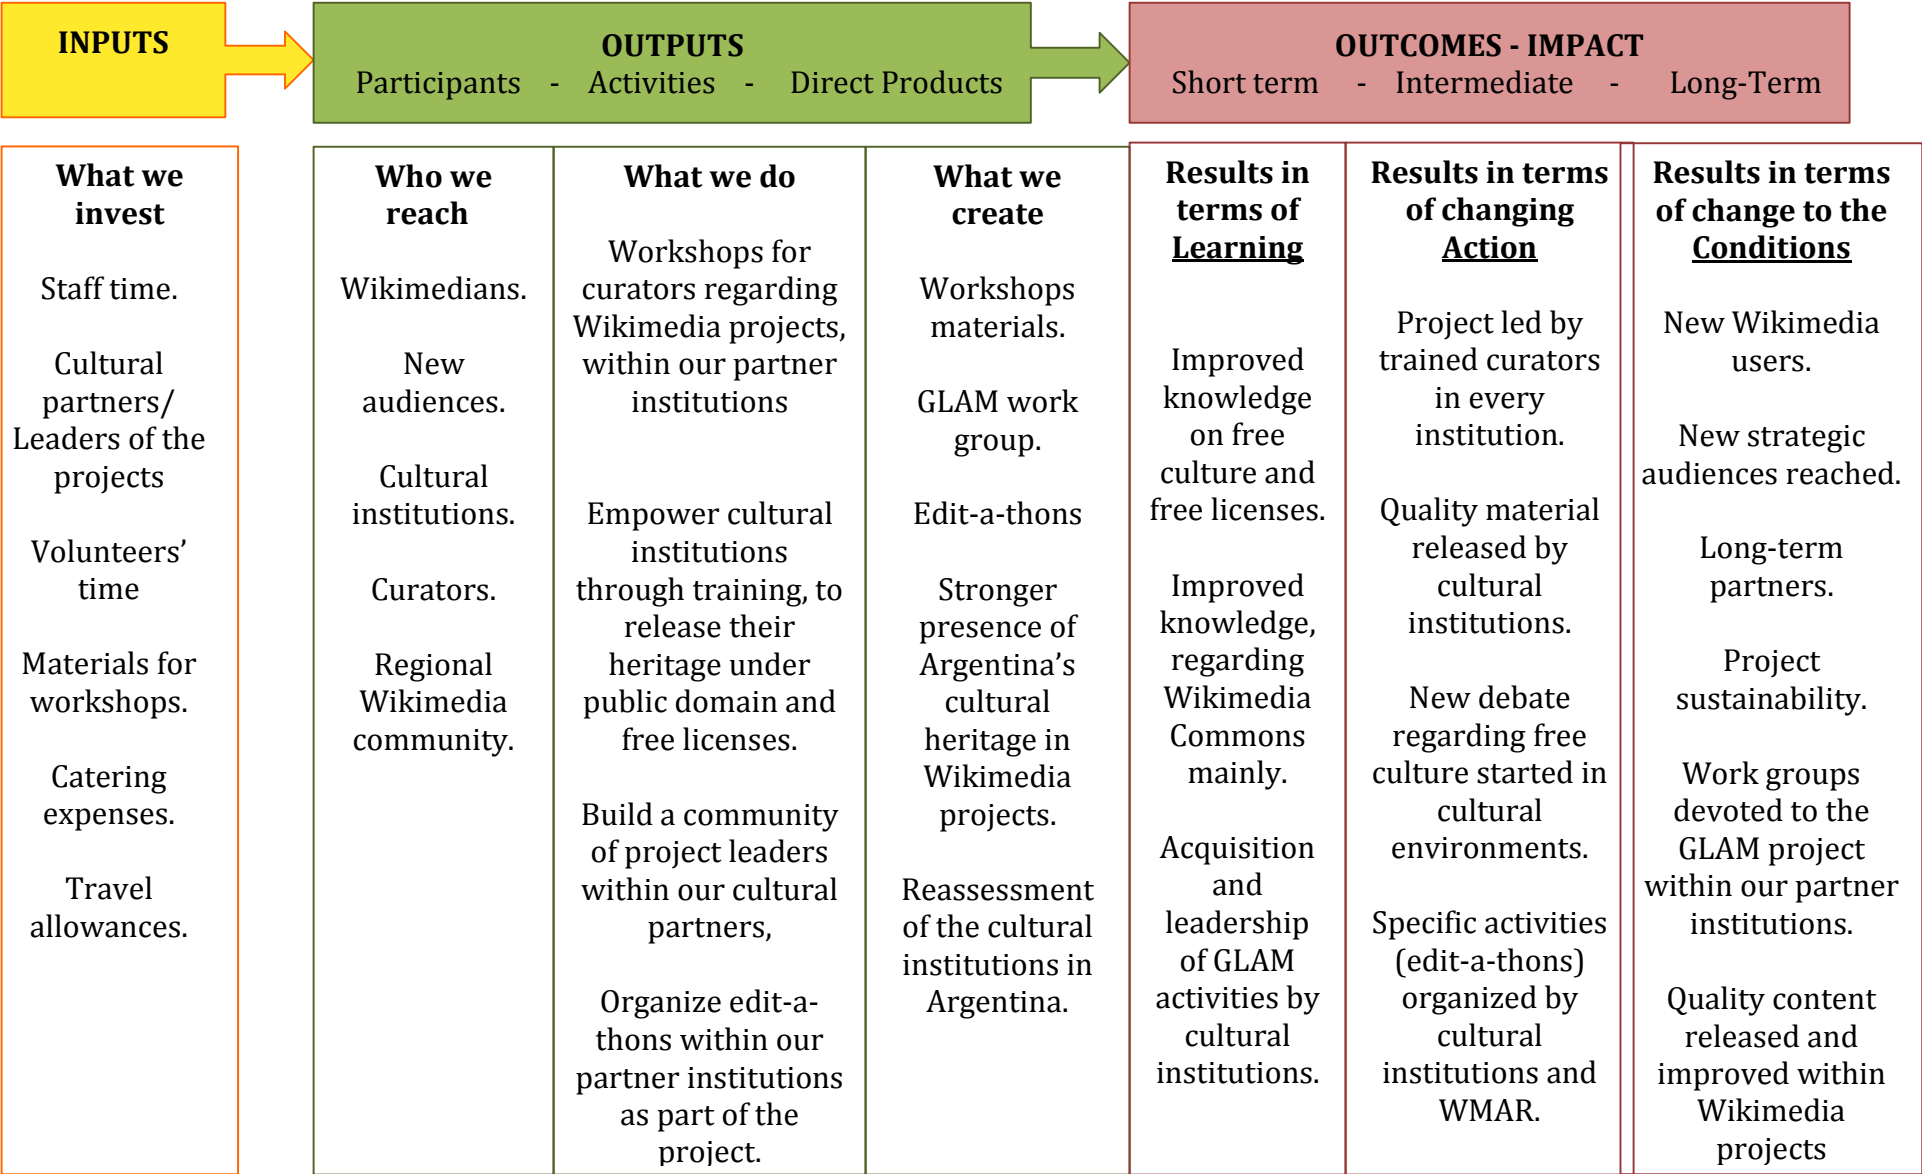 INPUTS
OUTPUTS
Participants - Activities - Direct Products
OUTCOMES - IMPACT
Short term - Intermediate - Long-Term
What we
invest
Staff time.
Cultural
partners/
Leaders of the
projects
Volunteers’
time
Materials for
workshops.
Catering
expenses.
Travel
allowances.
Who we
reach
Wikimedians.
New
audiences.
Cultural
institutions.
Curators.
Regional
Wikimedia
community.
What we do
Workshops for
curators regarding
Wikimedia projects,
within our partner
institutions
Empower cultural
institutions
through training, to
release their
heritage under
public domain and
free licenses.
Build a community
of project leaders
within our cultural
partners,
Organize edit-a-
thons within our
partner institutions
as part of the
project.
What we
create
Workshops
materials.
GLAM work
group.
Edit-a-thons
Stronger
presence of
Argentina’s
cultural
heritage in
Wikimedia
projects.
Reassessment
of the cultural
institutions in
Argentina.
Results in
terms of
Learning
Improved
knowledge
on free
culture and
free licenses.
Improved
knowledge,
regarding
Wikimedia
Commons
mainly.
Acquisition
and
leadership
of GLAM
activities by
cultural
institutions.
Results in terms
of changing
Action
Project led by
trained curators
in every
institution.
Quality material
released by
cultural
institutions.
New debate
regarding free
culture started in
cultural
environments.
Specific activities
(edit-a-thons)
organized by
cultural
institutions and
WMAR.
Results in terms
of change to the
Conditions
New Wikimedia
users.
New strategic
audiences reached.
Long-term
partners.
Project
sustainability.
Work groups
devoted to the
GLAM project
within our partner
institutions.
Quality content
released and
improved within
Wikimedia
projects